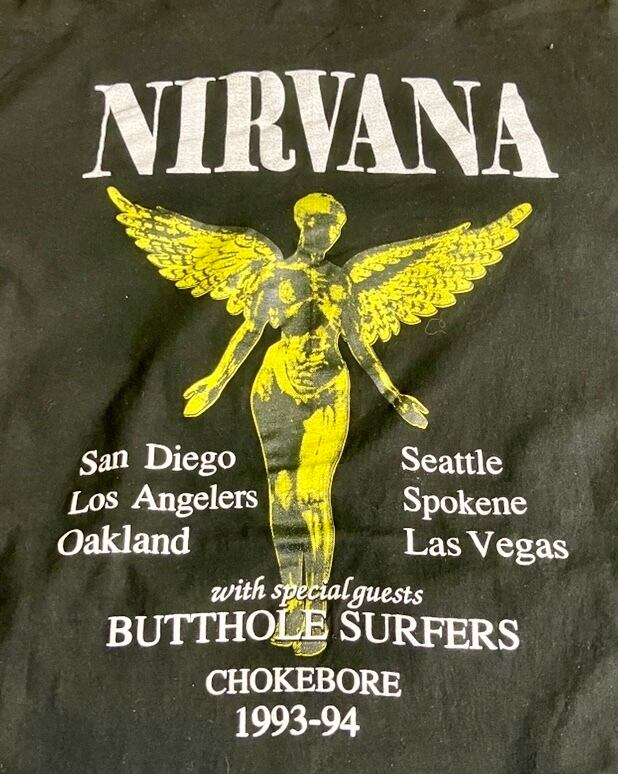 NIRVANA
San Diego
Los Angelers
Oakland
Seattle
Spokene
Las Vegas
with special guests
BUTTHOLE SURFERS
CHOKEBORE
1993-94